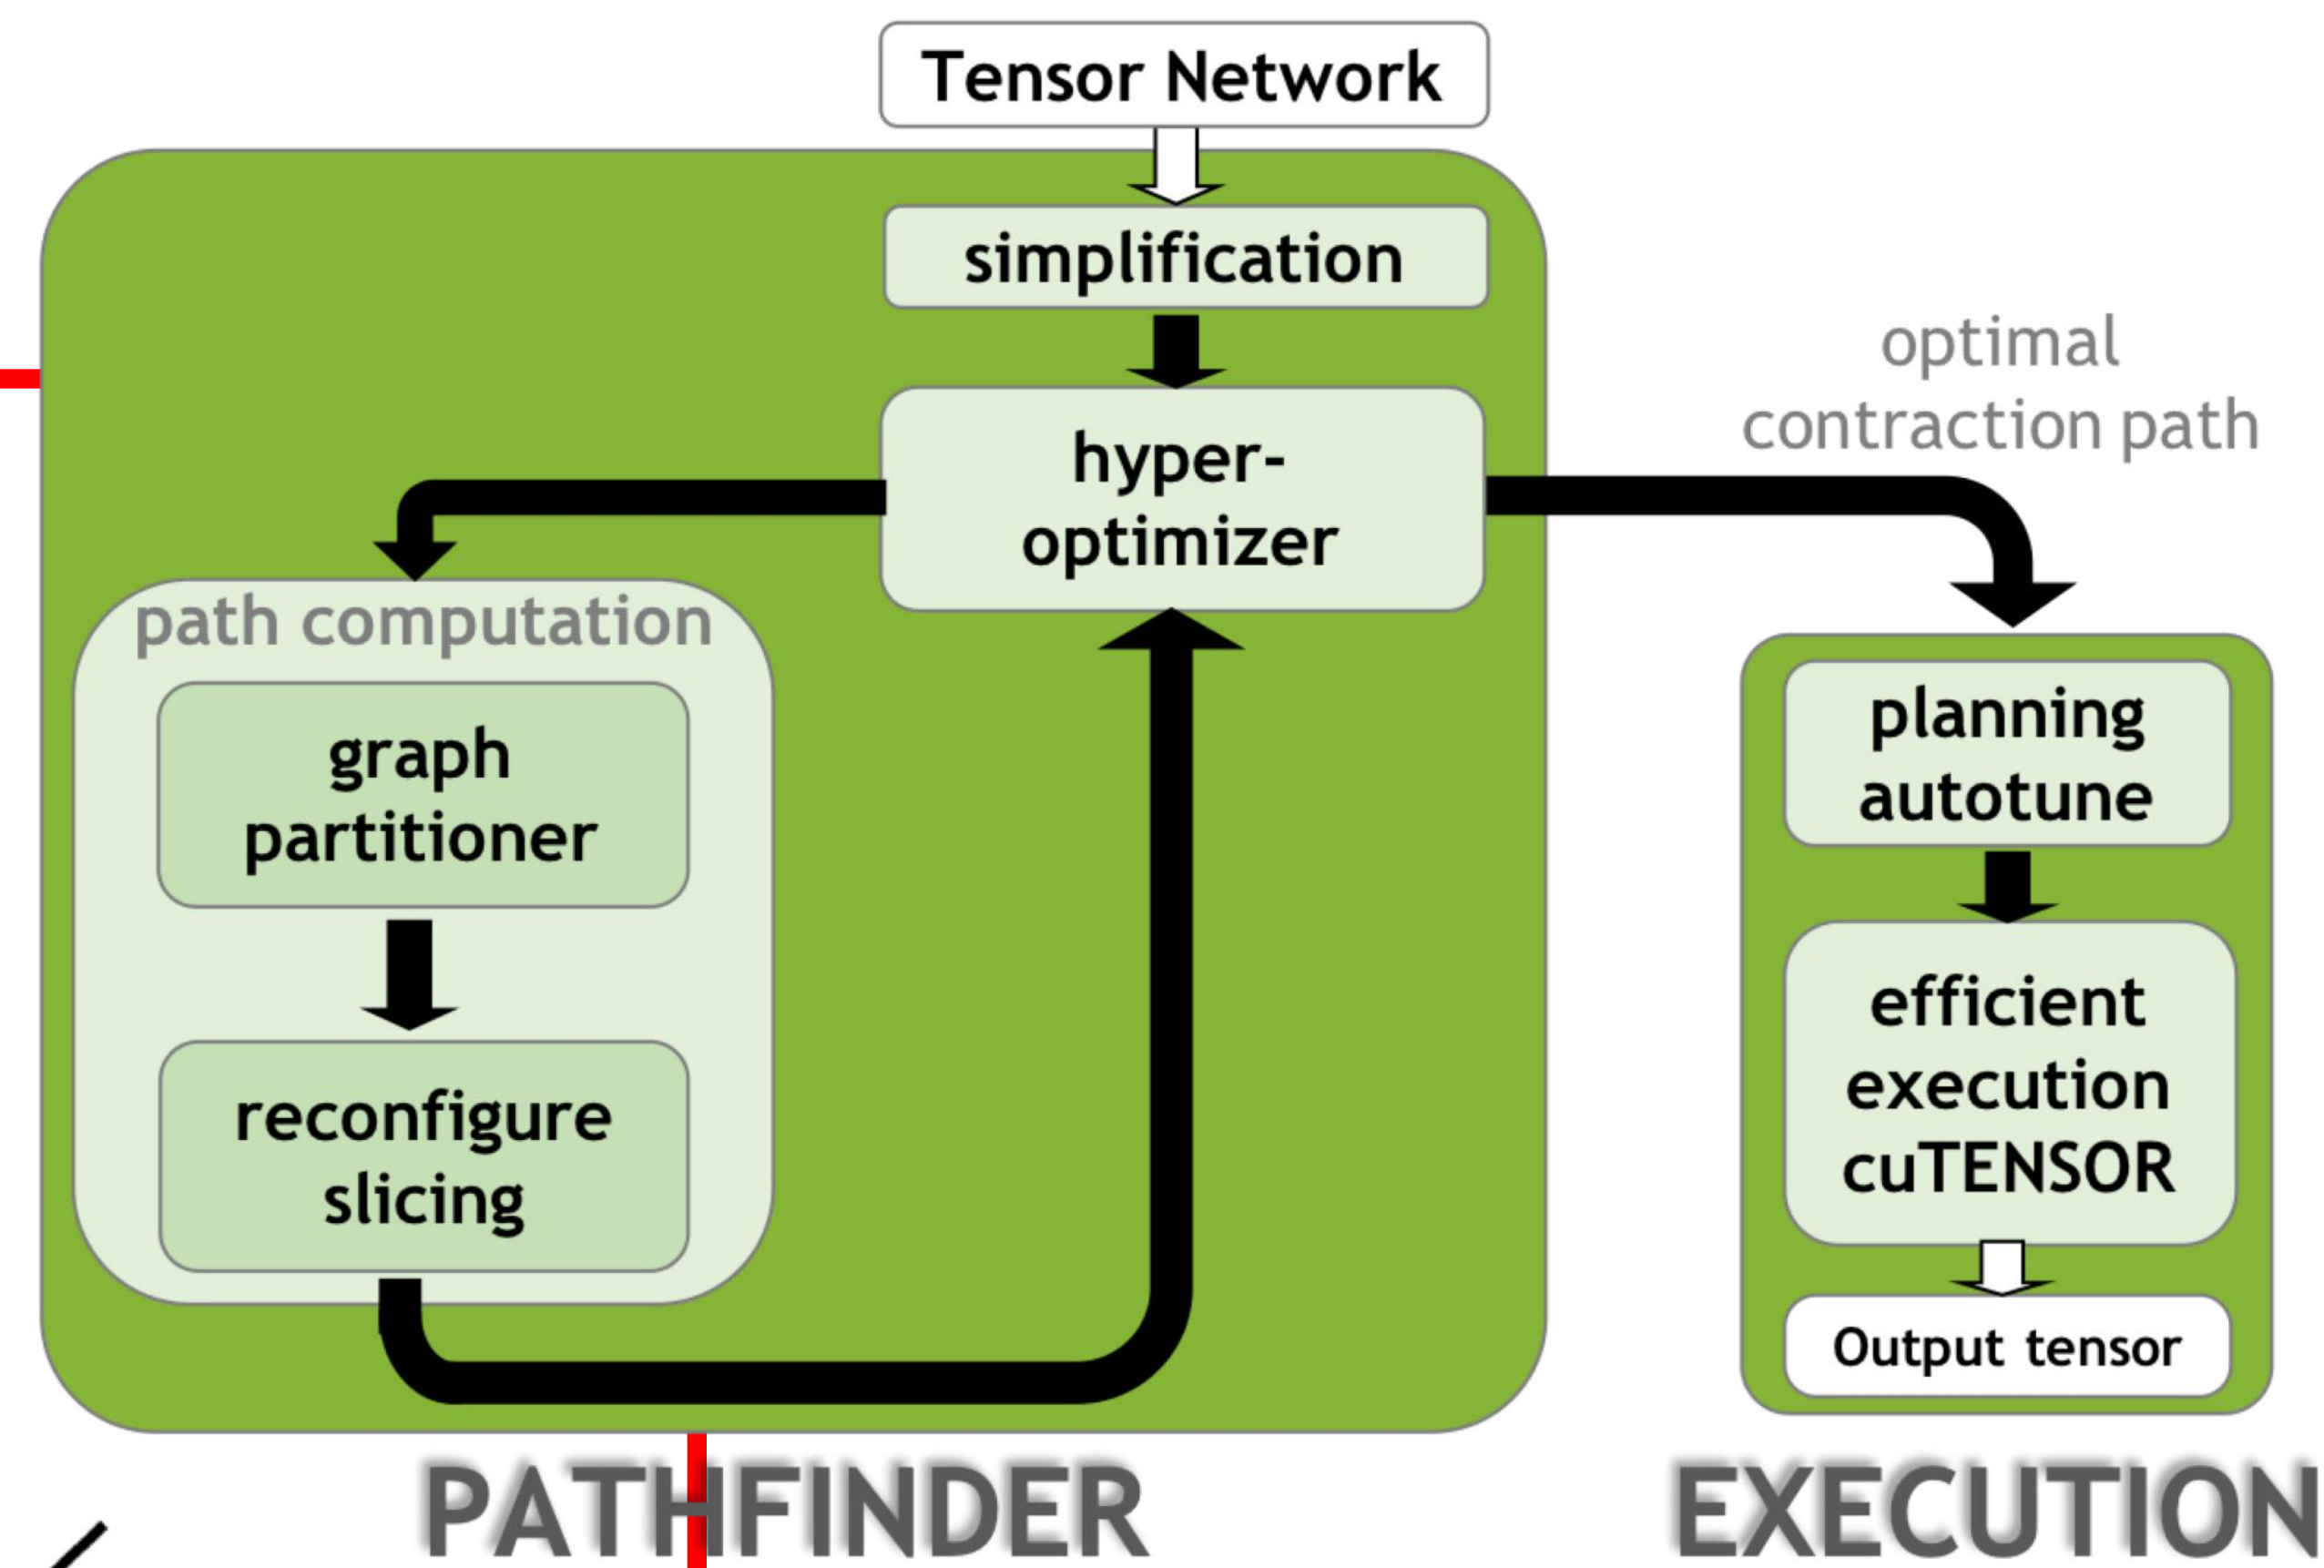 Tensor Network
simplification
hyper-
optimizer
optimal
contraction path
path computation
graph
partitioner
reconfigure
slicing
planning
autotune
efficient
execution
cuTENSOR
Output tensor
PATHFINDER
EXECUTION